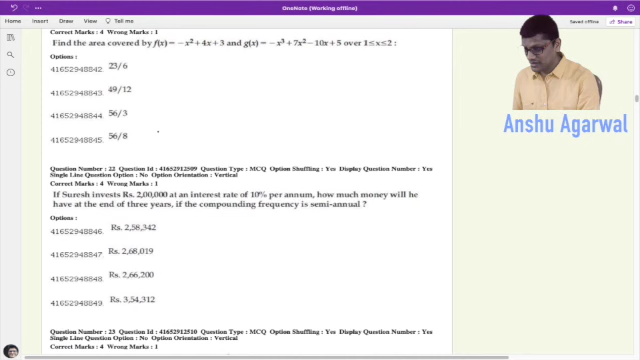 OneNote (Working offline)
Home Insert Draw View Tell me
Saved offline
Share
Correct Marks : 4 Wrong Marks : 1
Find the area covered by f(x) = −x² + 4x + 3 and g(x) = −x³ + 7x² − 10x + 5 over 1≤x≤2 :
Options :
41652948842. 23/6
41652948843. 49/12
41652948844. 56/3
41652948845. 56/8
Anshu Agarwal
Question Number : 22 Question Id : 41652912509 Question Type : MCQ Option Shuffling : Yes Display Question Number : Yes
Single Line Question Option : No Option Orientation : Vertical
Correct Marks : 4 Wrong Marks : 1
If Suresh invests Rs. 2,00,000 at an interest rate of 10% per annum, how much money will he
have at the end of three years, if the compounding frequency is semi-annual ?
Options :
41652948846. Rs. 2,58,342
41652948847. Rs. 2,68,019
41652948848. Rs. 2,66,200
41652948849. Rs. 3,54,312
Question Number : 23 Question Id : 41652912510 Question Type : MCQ Option Shuffling : Yes Display Question Number : Yes
Single Line Question Option : No Option Orientation : Vertical
Correct Marks : 4 Wrong Marks : 1